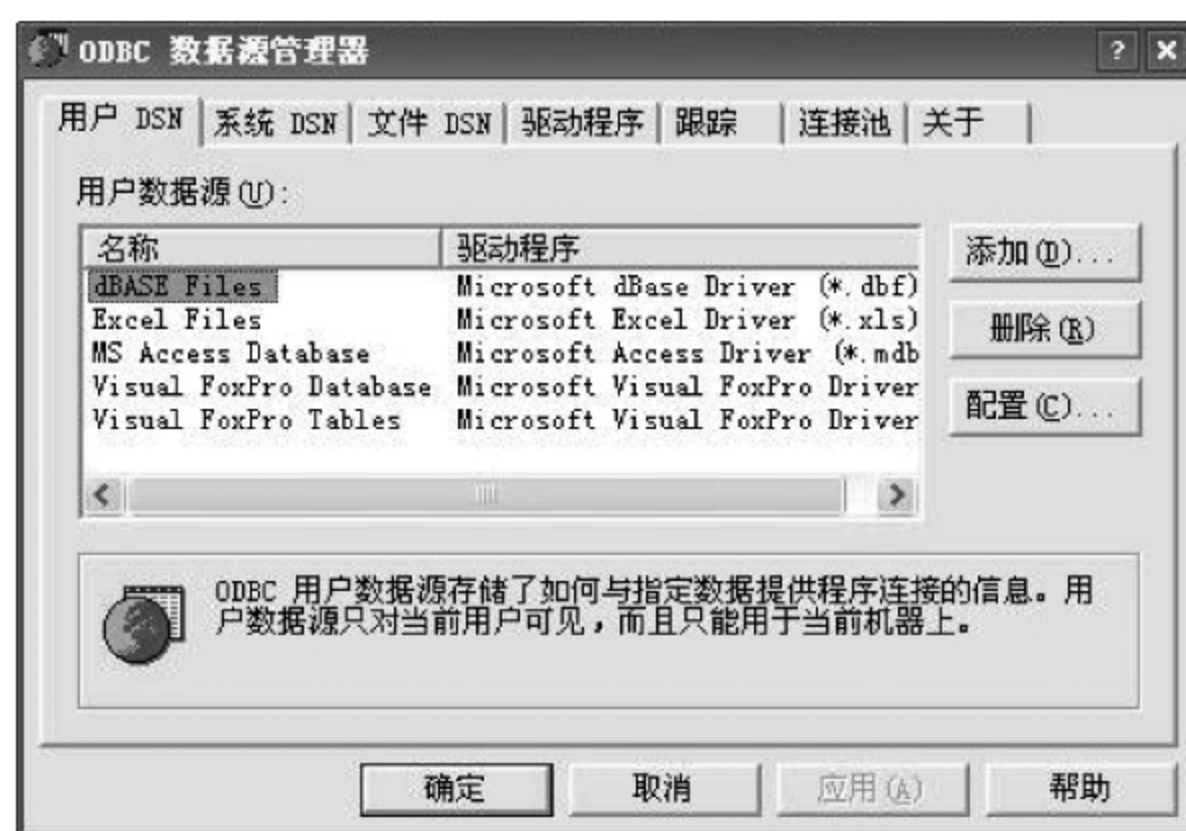 ODBC 数据源管理器
用户 DSN 系统 DSN 文件 DSN 驱动程序 跟踪 连接池 关于
用户数据源(U):
名称 驱动程序
dBASE Files Microsoft dBase Driver (*.dbf)
Excel Files Microsoft Excel Driver (*.xls)
MS Access Database Microsoft Access Driver (*.mdb
Visual FoxPro Database Microsoft Visual FoxPro Driver
Visual FoxPro Tables Microsoft Visual FoxPro Driver
添加(D)...
删除(R)
配置(C)...
ODBC 用户数据源存储了如何与指定数据提供程序连接的信息。用
户数据源只对当前用户可见，而且只能用于当前机器上。
确定 取消 应用(A) 帮助